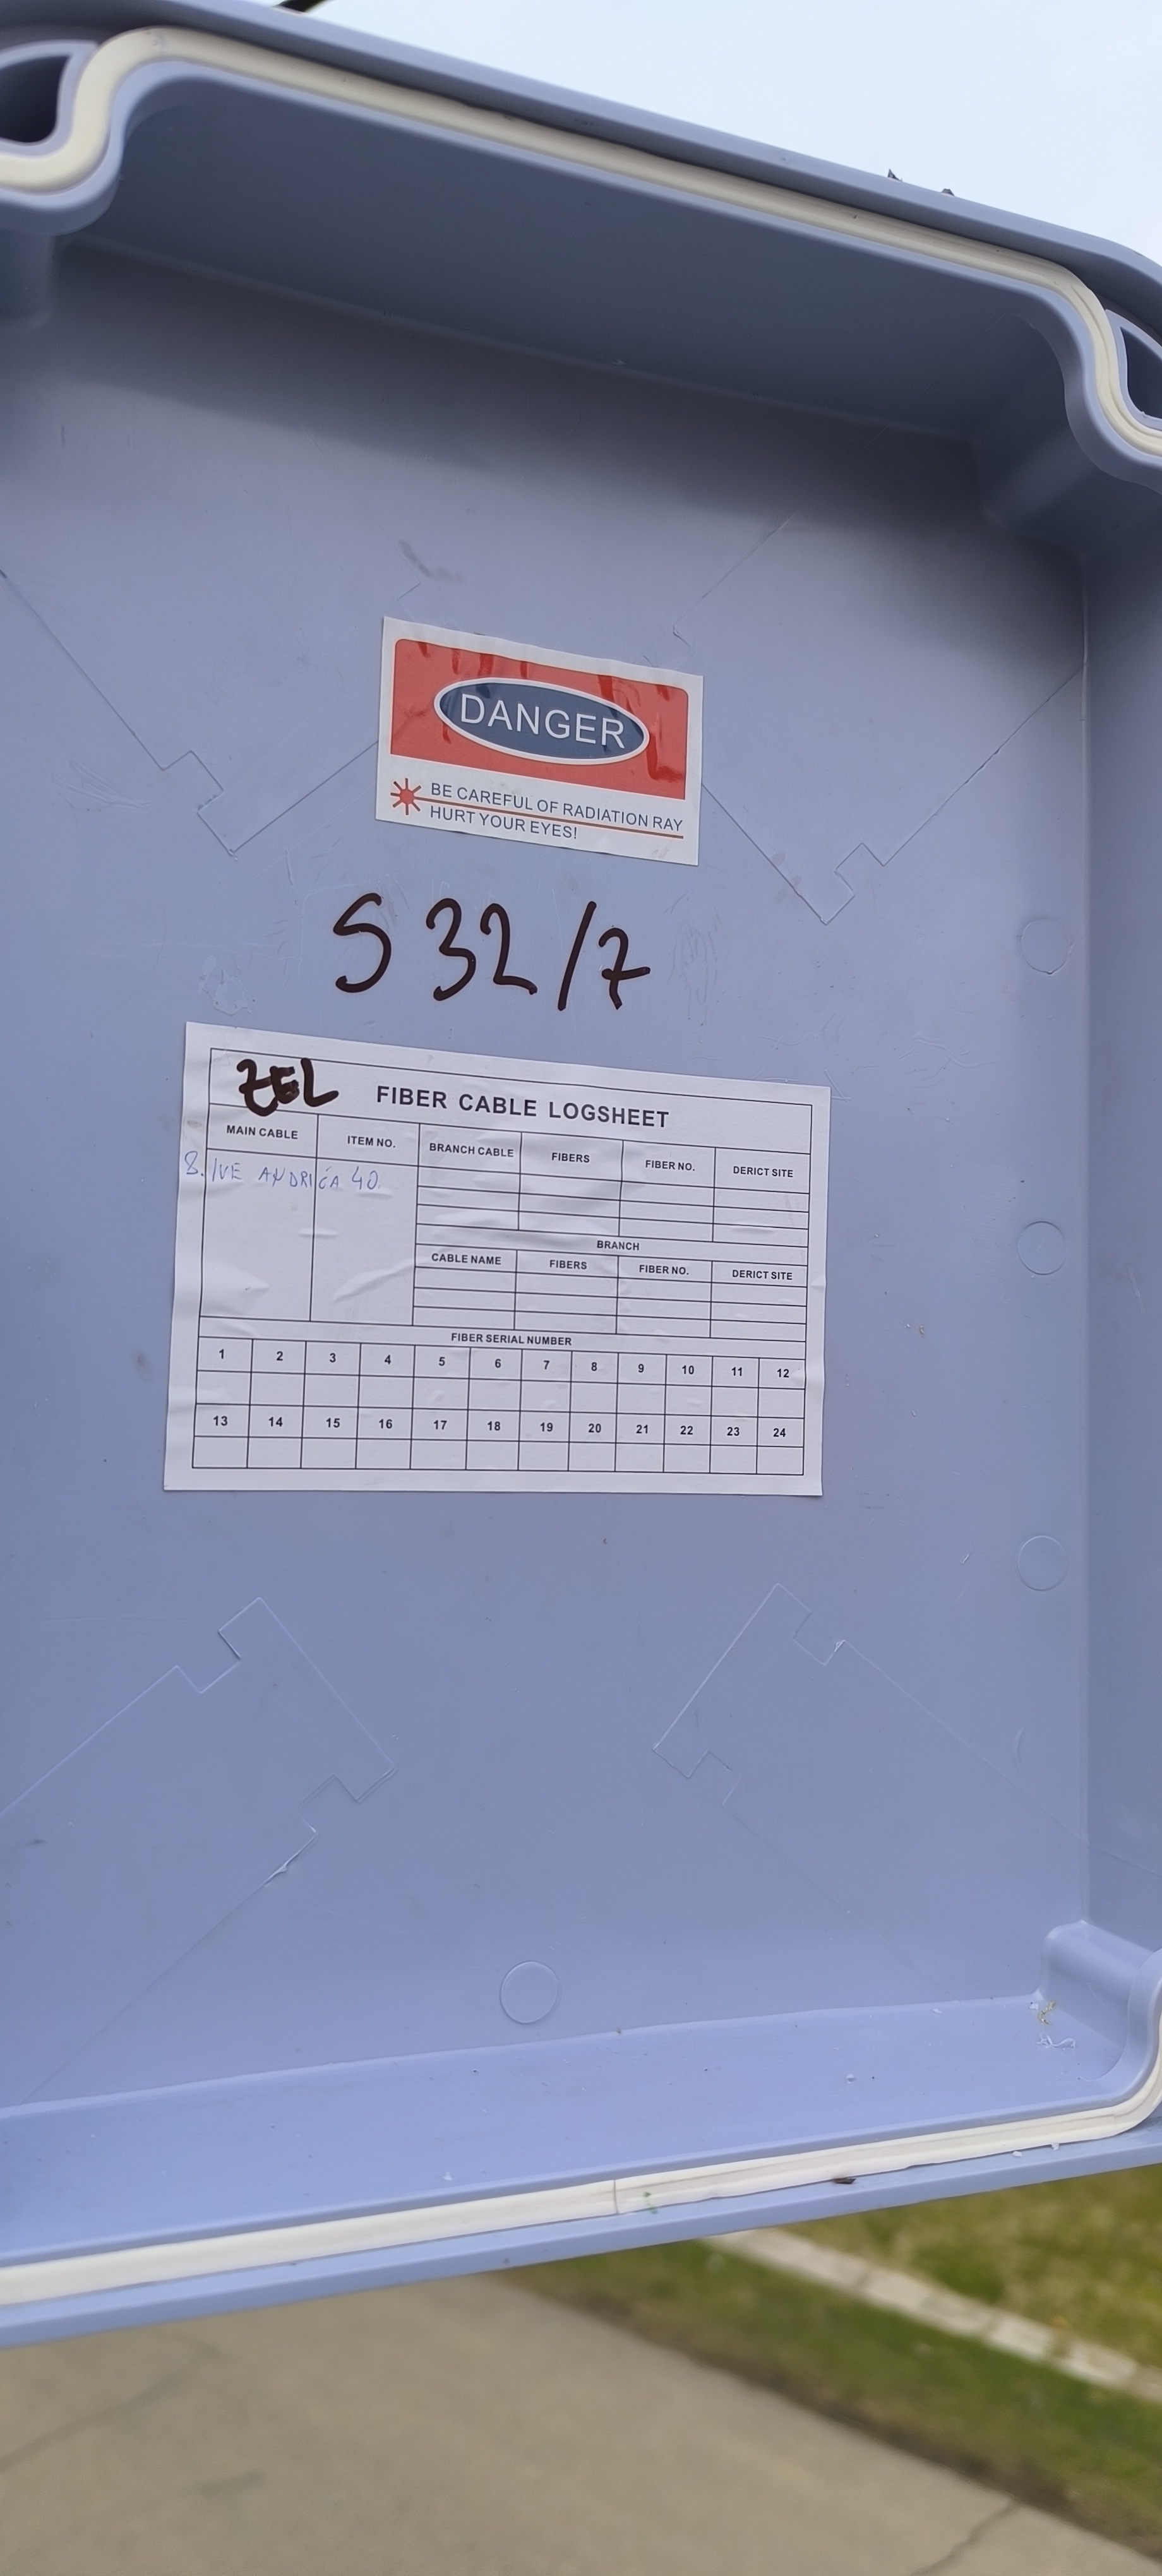 DANGER
BE CAREFUL OF RADIATION RAY
HURT YOUR EYES!
S 32/7
ZEL
FIBER CABLE LOGSHEET
MAIN CABLE ITEM NO. BRANCH CABLE FIBERS FIBER NO. DERICT SITE
8. IVE ANDRIĆA 40
BRANCH
CABLE NAME FIBERS FIBER NO. DERICT SITE
FIBER SERIAL NUMBER
1 2 3 4 5 6 7 8 9 10 11 12
13 14 15 16 17 18 19 20 21 22 23 24